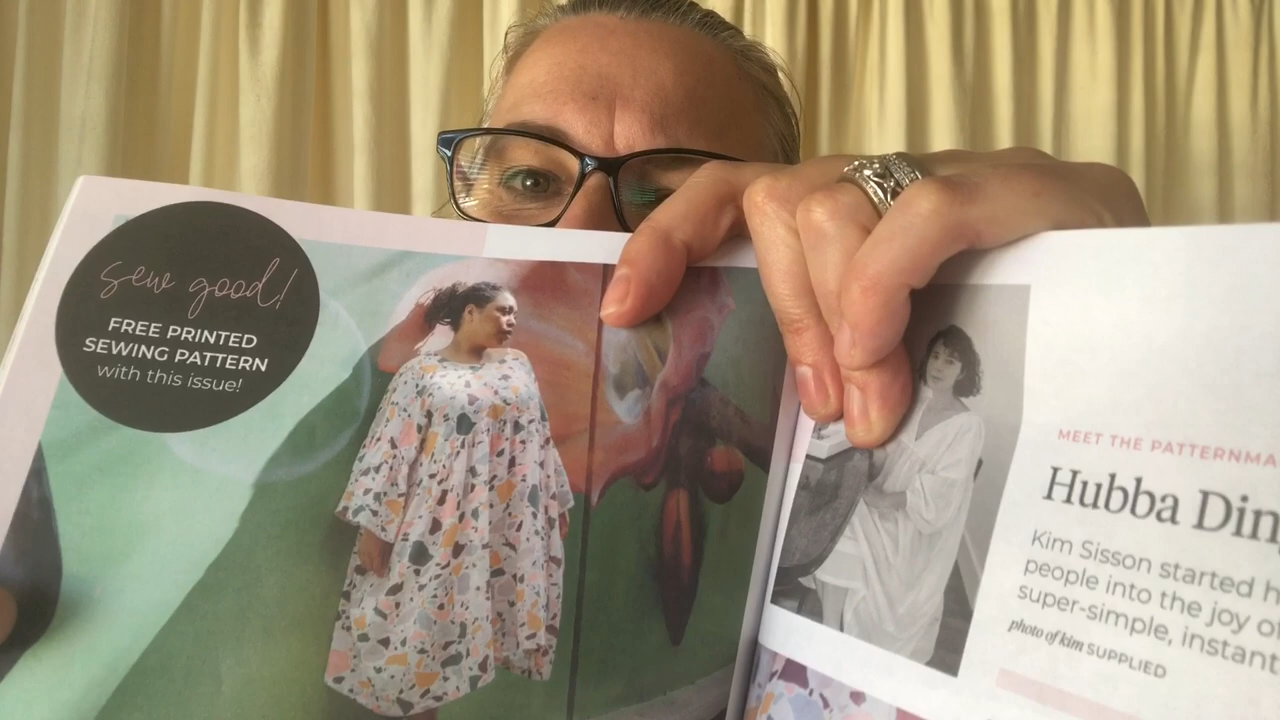 sew good!
FREE PRINTED
SEWING PATTERN
with this issue!
MEET THE PATTERNMA
Hubba Din
Kim Sisson started h
people into the joy of
super-simple, instant
photo of kim SUPPLIED